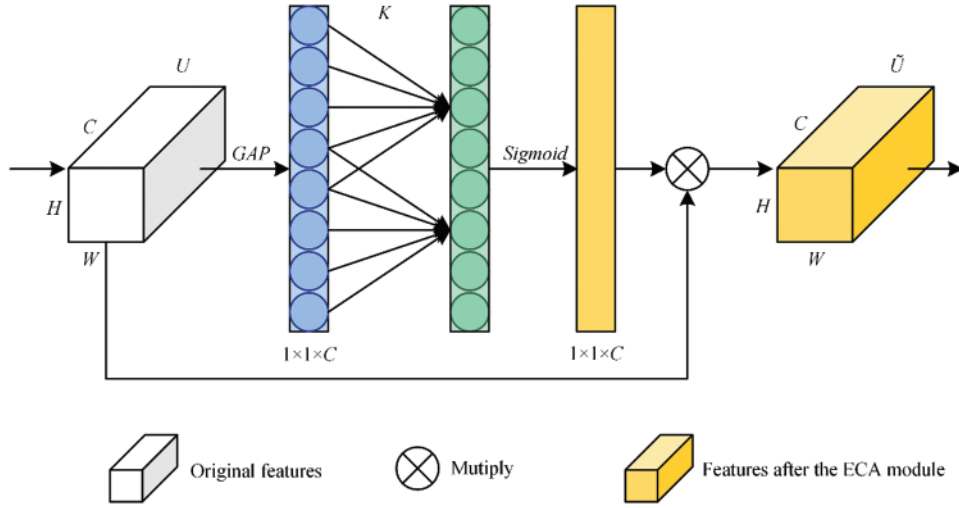 K
U
Ũ
C
C
GAP
Sigmoid
H
H
W
W
1×1×C
1×1×C
Original features
Mutiply
Features after the ECA module